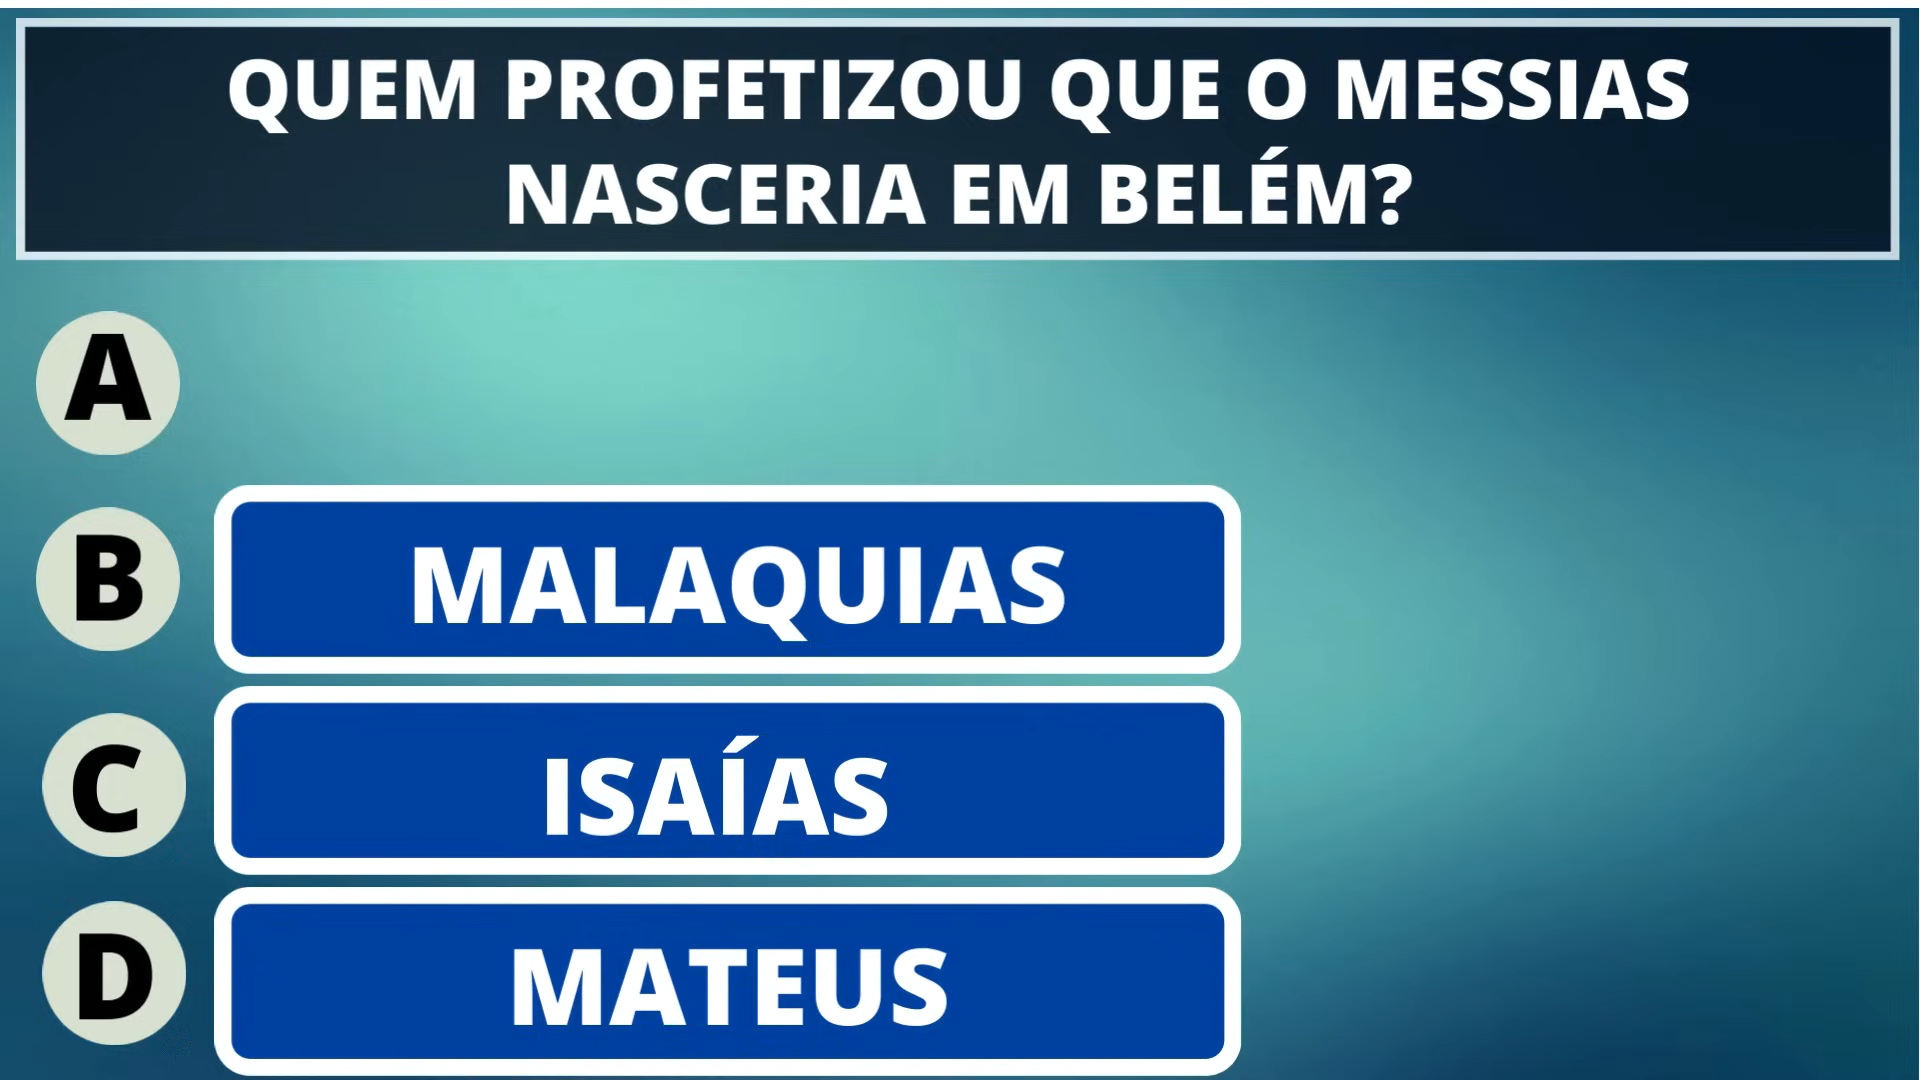 QUEM PROFETIZOU QUE O MESSIAS
NASCERIA EM BELÉM?
A
B MALAQUIAS
C ISAÍAS
D MATEUS